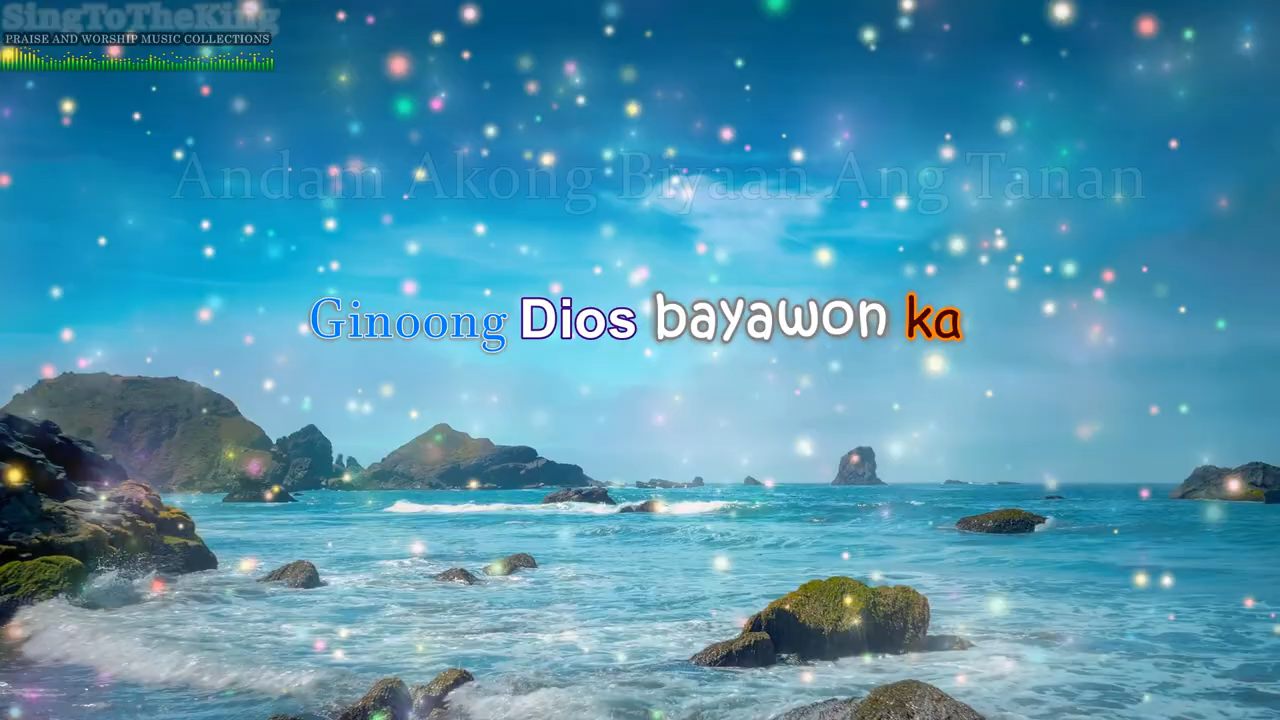 SingToTheKing
PRAISE AND WORSHIP MUSIC COLLECTIONS
Andam Akong Biyaan Ang Tanan
Ginoong Dios bayawon ka